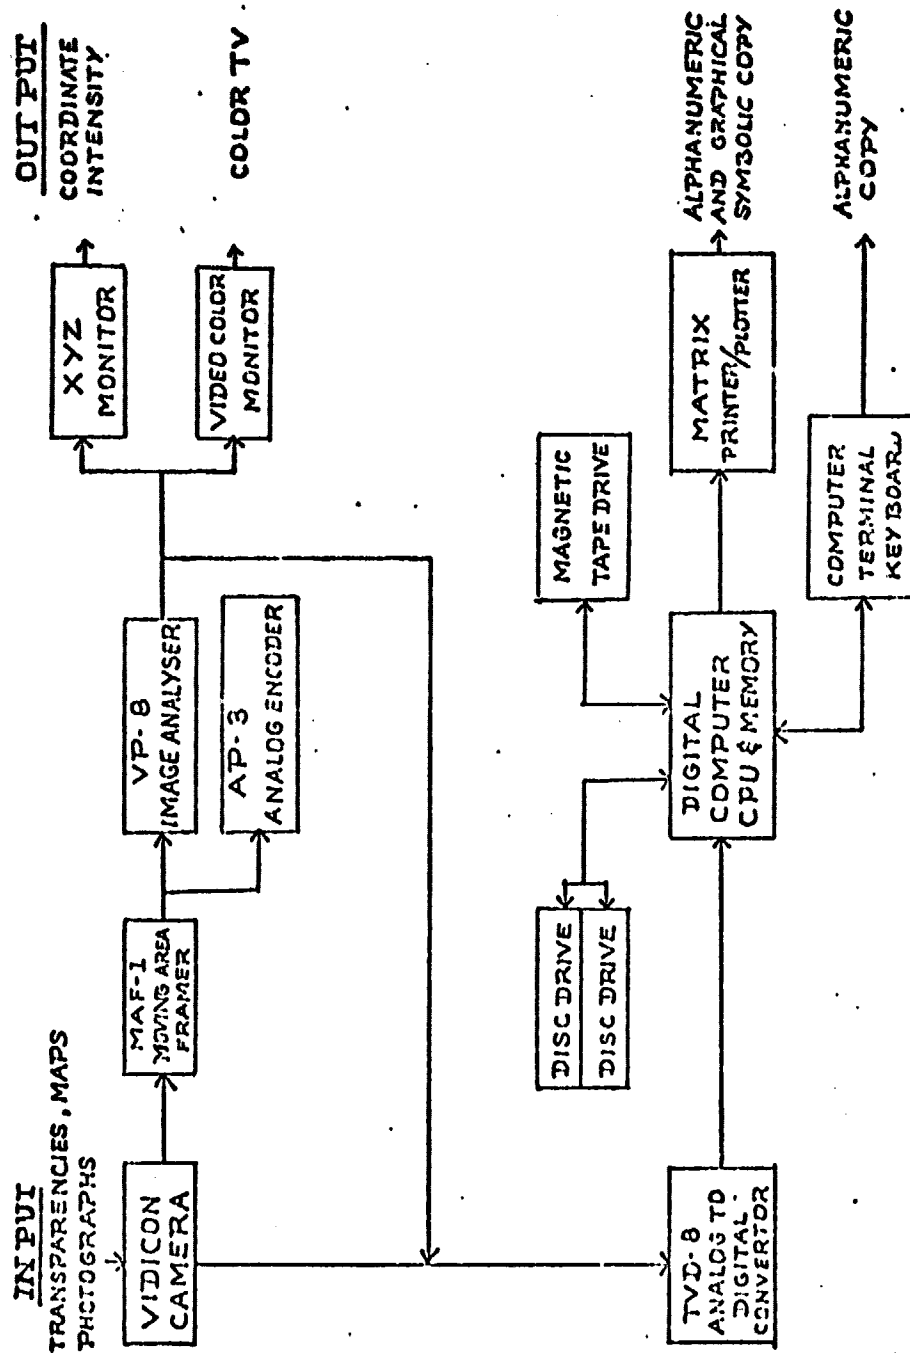 INPUT
TRANSPARENCIES, MAPS
PHOTOGRAPHS
VIDICON
CAMERA
MAF-1
MOVING AREA
FRAMER
VP-8
IMAGE ANALYSER
AP-3
ANALOG ENCODER
XYZ
MONITOR
VIDEO COLOR
MONITOR
OUTPUT
COORDINATE
INTENSITY
COLOR TV
TVD-8
ANALOG TO
DIGITAL
CONVERTOR
DISC DRIVE
DISC DRIVE
DIGITAL
COMPUTER
CPU & MEMORY
MAGNETIC
TAPE DRIVE
MATRIX
PRINTER/PLOTTER
ALPHANUMERIC
AND GRAPHICAL
SYMBOLIC COPY
COMPUTER
TERMINAL
KEY BOARD
ALPHANUMERIC
COPY